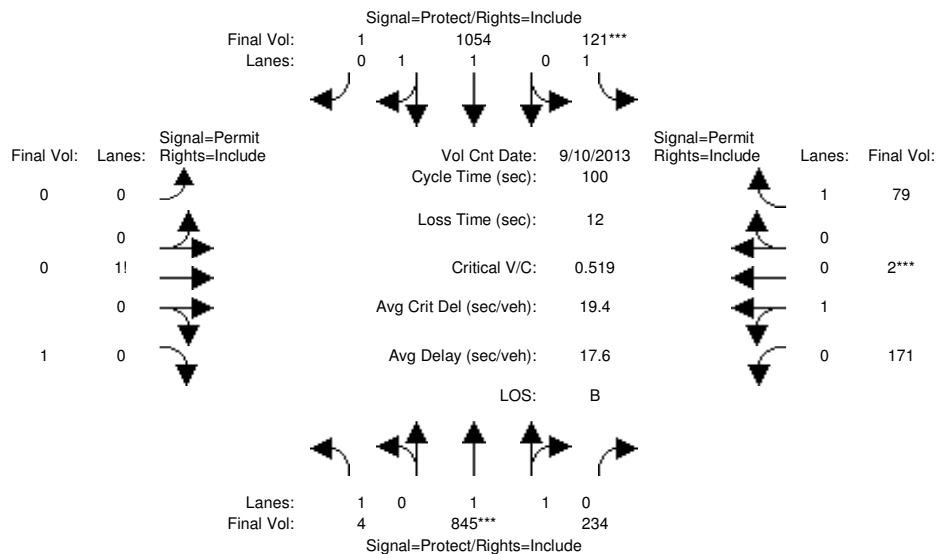 Signal=Protect/Rights=Include
Final Vol: 1 1054 121***
Lanes: 0 1 1 0 1
Signal=Permit
Final Vol: Lanes: Rights=Include
Vol Cnt Date: 9/10/2013
Signal=Permit
Rights=Include Lanes: Final Vol:
Cycle Time (sec): 100
0 0
1 79
Loss Time (sec): 12
0
0
0 1!
Critical V/C: 0.519
0 2***
0
Avg Crit Del (sec/veh): 19.4
1
1 0
Avg Delay (sec/veh): 17.6
0 171
LOS: B
Lanes: 1 0 1 1 0
Final Vol: 4 845*** 234
Signal=Protect/Rights=Include